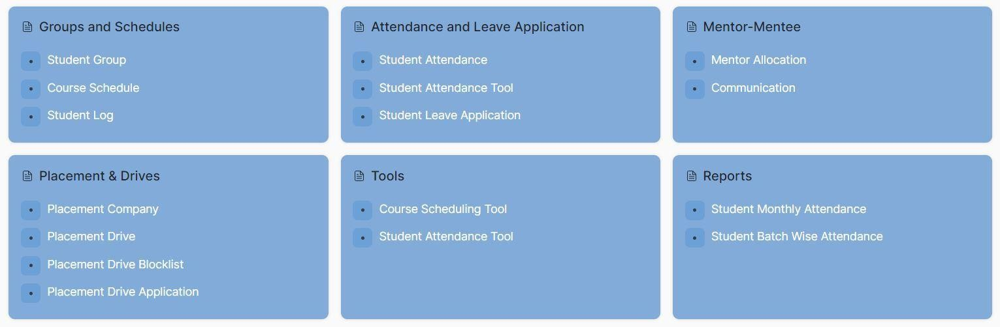 Groups and Schedules
Student Group
Course Schedule
Student Log
Attendance and Leave Application
Student Attendance
Student Attendance Tool
Student Leave Application
Mentor-Mentee
Mentor Allocation
Communication
Placement & Drives
Placement Company
Placement Drive
Placement Drive Blocklist
Placement Drive Application
Tools
Course Scheduling Tool
Student Attendance Tool
Reports
Student Monthly Attendance
Student Batch Wise Attendance